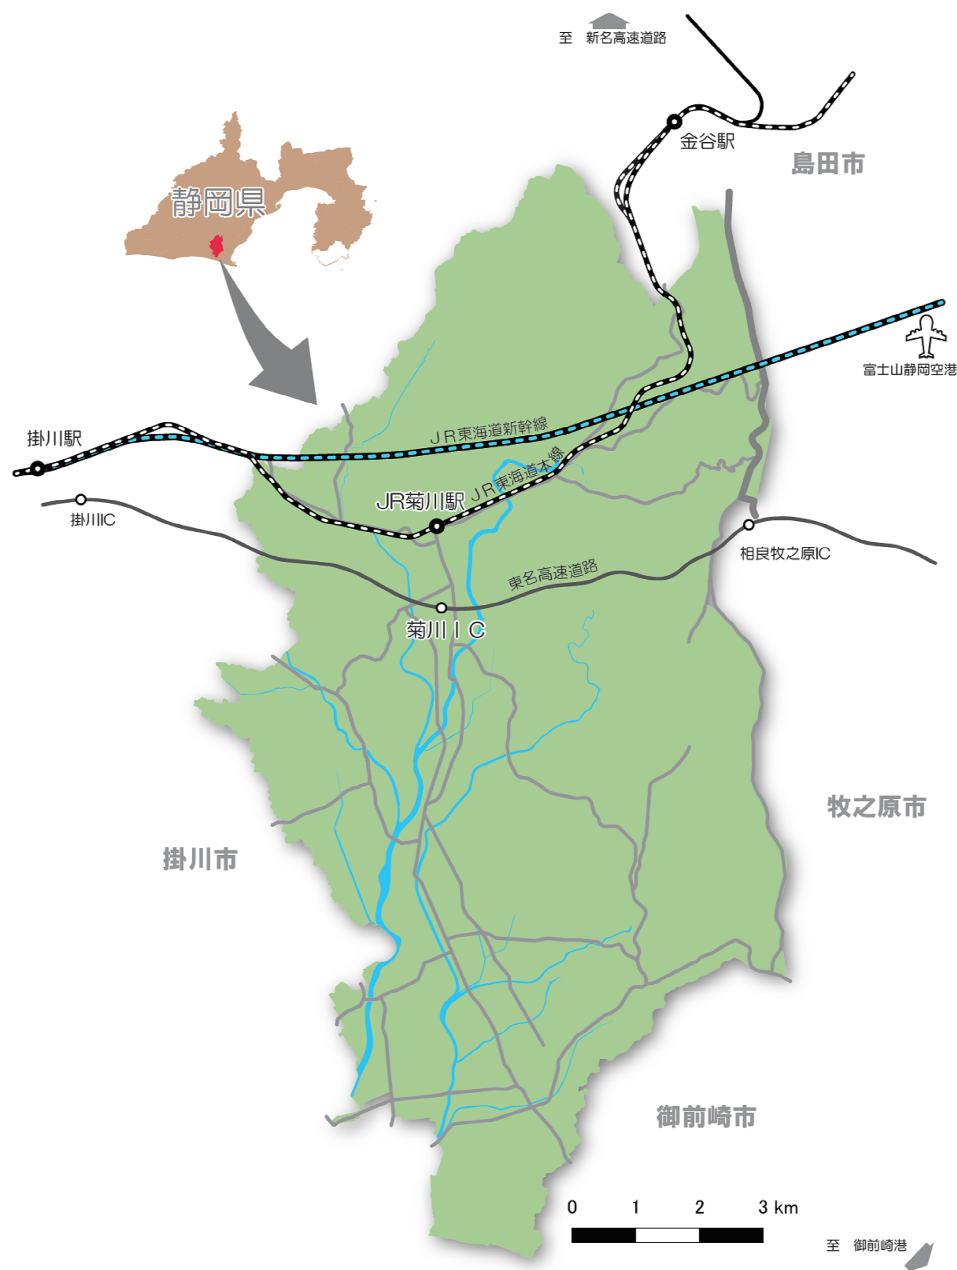 至 新名高速道路
金谷駅
島田市
静岡県
富士山静岡空港
JR東海道新幹線
掛川駅
JR東海道本線
JR菊川駅
掛川IC
相良牧之原IC
東名高速道路
菊川IC
牧之原市
掛川市
御前崎市
0 1 2 3 km
至 御前崎港